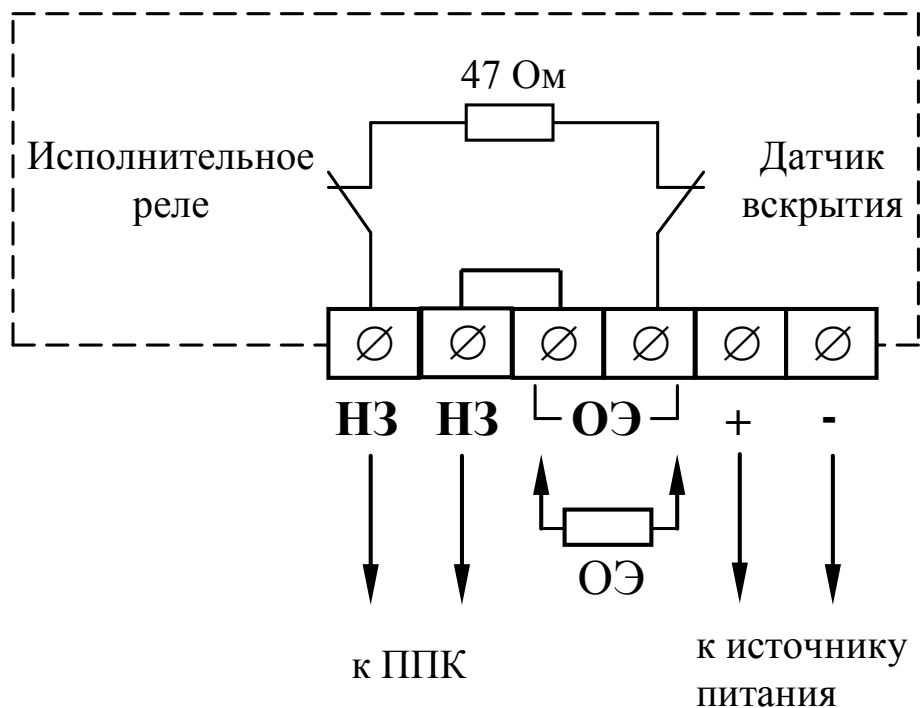 47 Ом
Исполнительное
реле
Датчик
вскрытия
НЗ НЗ ОЭ + -
ОЭ
к ППК
к источнику
питания